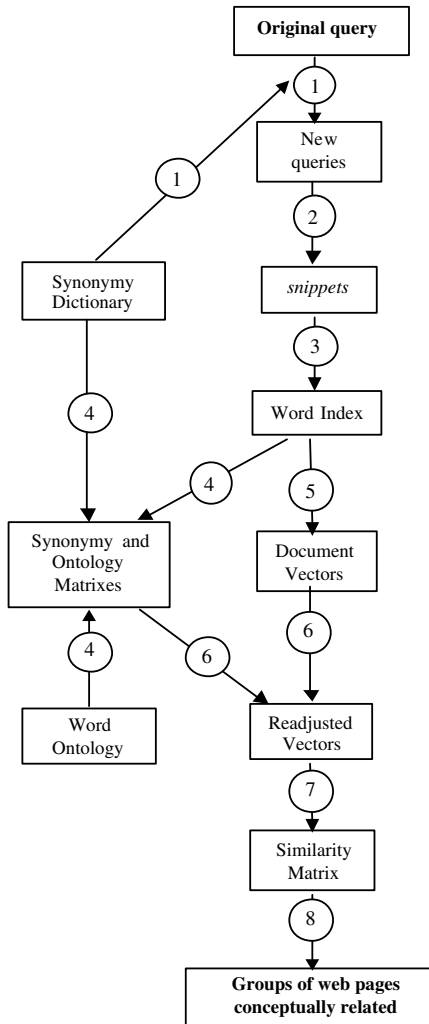 Original query
1
New
queries
1
2
Synonymy
Dictionary
snippets
3
Word Index
4
4
5
Synonymy and
Ontology
Matrixes
Document
Vectors
4
6
6
Word
Ontology
Readjusted
Vectors
7
Similarity
Matrix
8
Groups of web pages
conceptually related